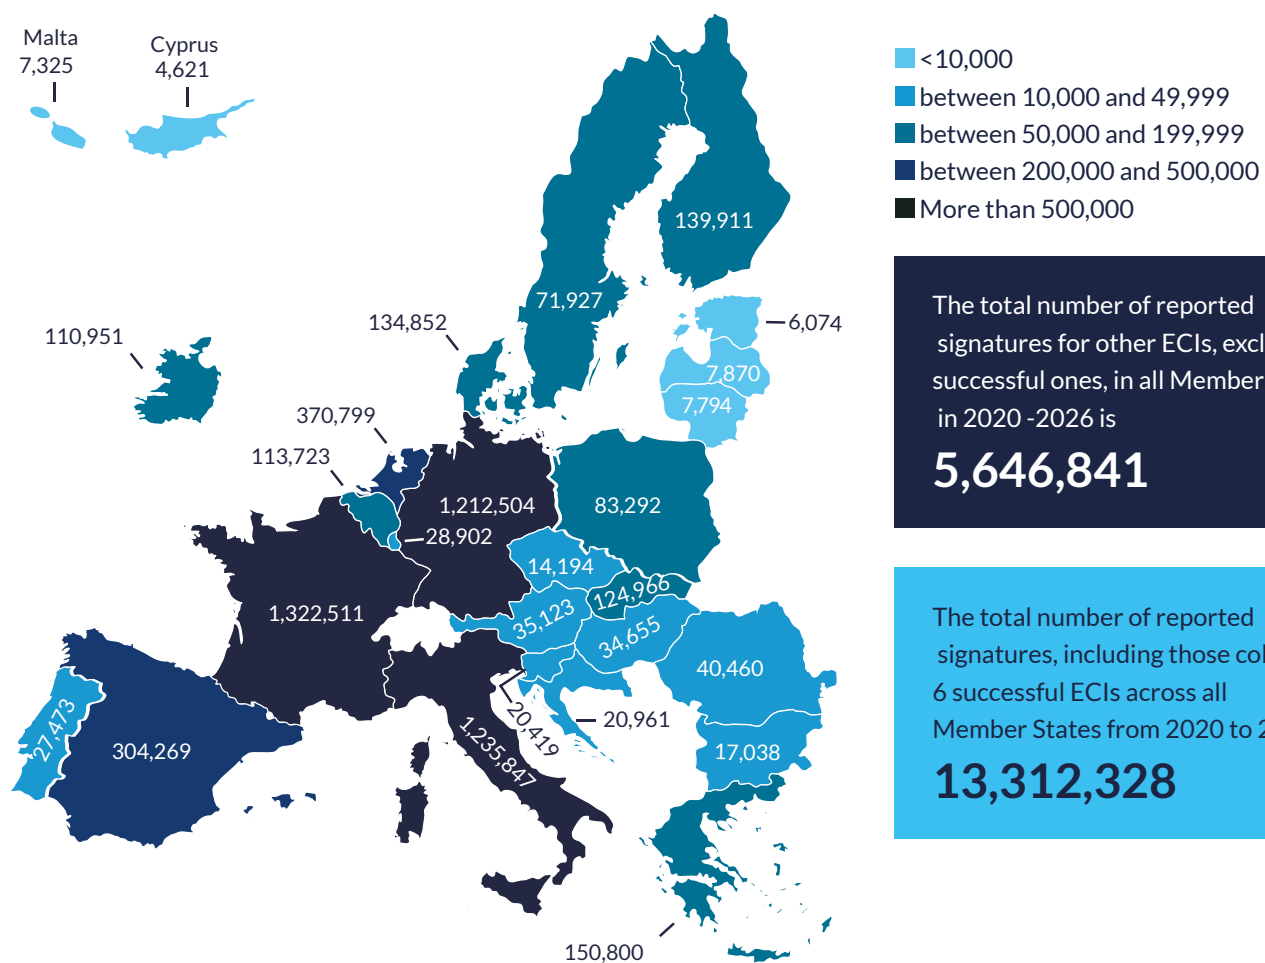 Malta
7,325
Cyprus
4,621
<10,000
between 10,000 and 49,999
between 50,000 and 199,999
between 200,000 and 500,000
More than 500,000
139,911
71,927
134,852
6,074
110,951
7,870
7,794
370,799
113,723
1,212,504
83,292
28,902
14,194
124,966
1,322,511
35,123
34,655
40,460
27,473
304,269
20,419
20,961
1,235,847
17,038
150,800
The total number of reported
signatures for other ECIs, excl
successful ones, in all Member
in 2020 -2026 is
5,646,841
The total number of reported
signatures, including those col
6 successful ECIs across all
Member States from 2020 to 2
13,312,328